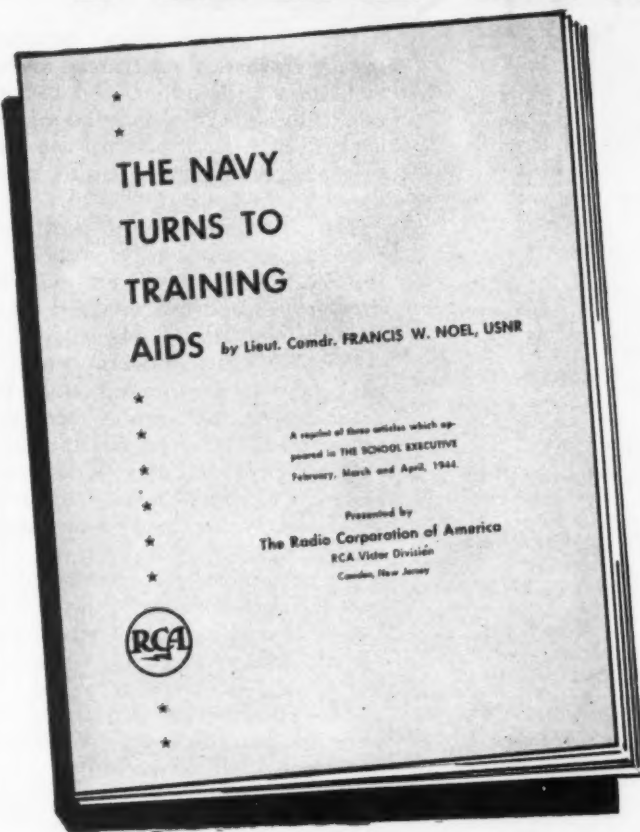 THE NAVY
TURNS TO
TRAINING
AIDS by Lieut. Comdr. FRANCIS W. NOEL, USNR
A reprint of three articles which ap-
peared in THE SCHOOL EXECUTIVE
February, March and April, 1944.
Presented by
The Radio Corporation of America
RCA Victor Division
Camden, New Jersey
RCA